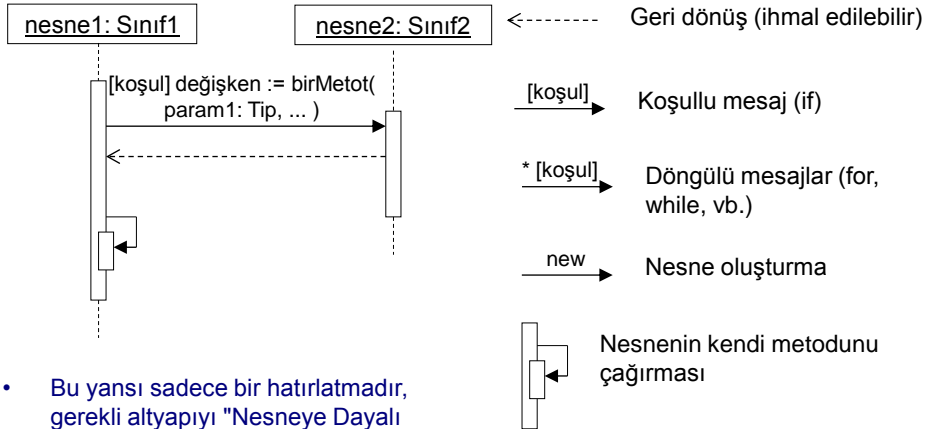 nesne1: Sınıf1
nesne2: Sınıf2
Geri dönüş (ihmal edilebilir)
[koşul] değişken := birMetot(
param1: Tip, ... )
[koşul]
Koşullu mesaj (if)
* [koşul]
Döngülü mesajlar (for,
while, vb.)
new
Nesne oluşturma
Nesnenin kendi metodunu
çağırması
• Bu yansı sadece bir hatırlatmadır,
gerekli altyapıyı "Nesneye Dayalı